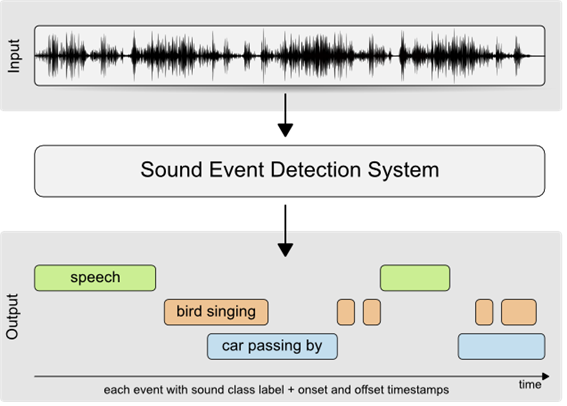 Input
Sound Event Detection System
Output
speech
bird singing
car passing by
time
each event with sound class label + onset and offset timestamps